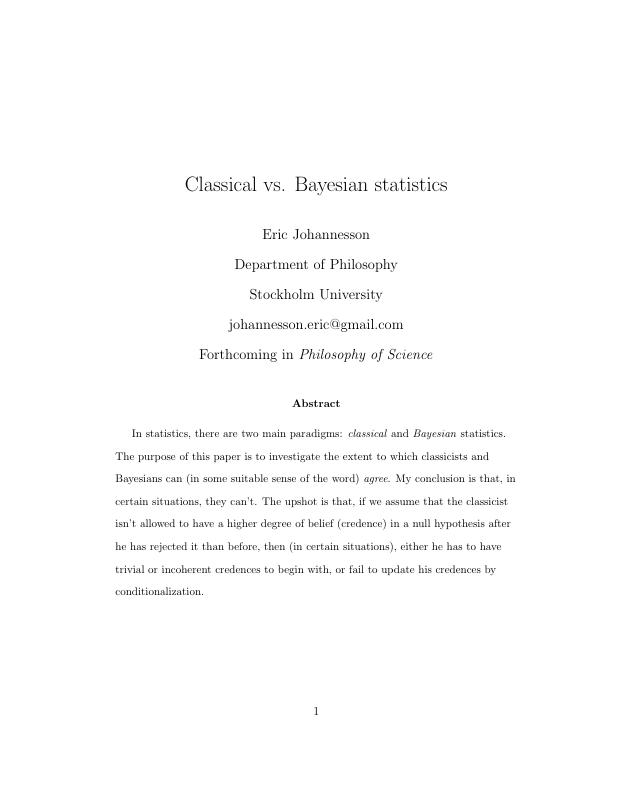 Classical vs. Bayesian statistics
Eric Johannesson
Department of Philosophy
Stockholm University
johannesson.eric@gmail.com
Forthcoming in Philosophy of Science
Abstract
In statistics, there are two main paradigms: classical and Bayesian statistics.
The purpose of this paper is to investigate the extent to which classicists and
Bayesians can (in some suitable sense of the word) agree. My conclusion is that, in
certain situations, they can't. The upshot is that, if we assume that the classicist
isn't allowed to have a higher degree of belief (credence) in a null hypothesis after
he has rejected it than before, then (in certain situations), either he has to have
trivial or incoherent credences to begin with, or fail to update his credences by
conditionalization.
1